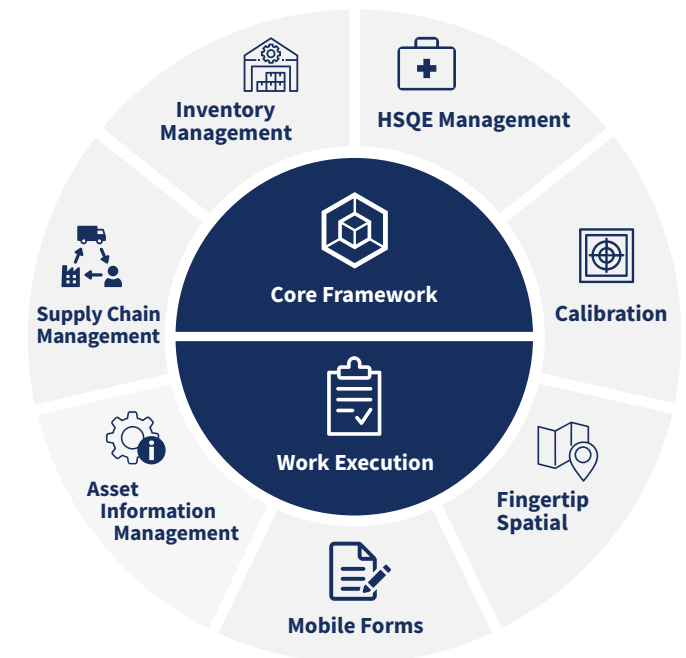 Inventory
Management
HSQE Management
Supply Chain
Management
Core Framework
Calibration
Work Execution
Asset
Information
Management
Fingertip
Spatial
Mobile Forms